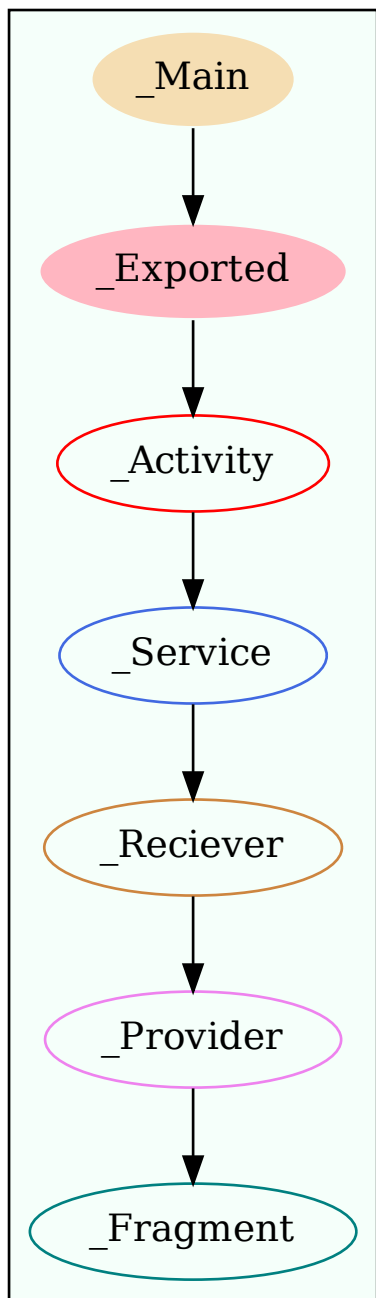 _Main
_Exported
_Activity
_Service
_Reciever
_Provider
_Fragment